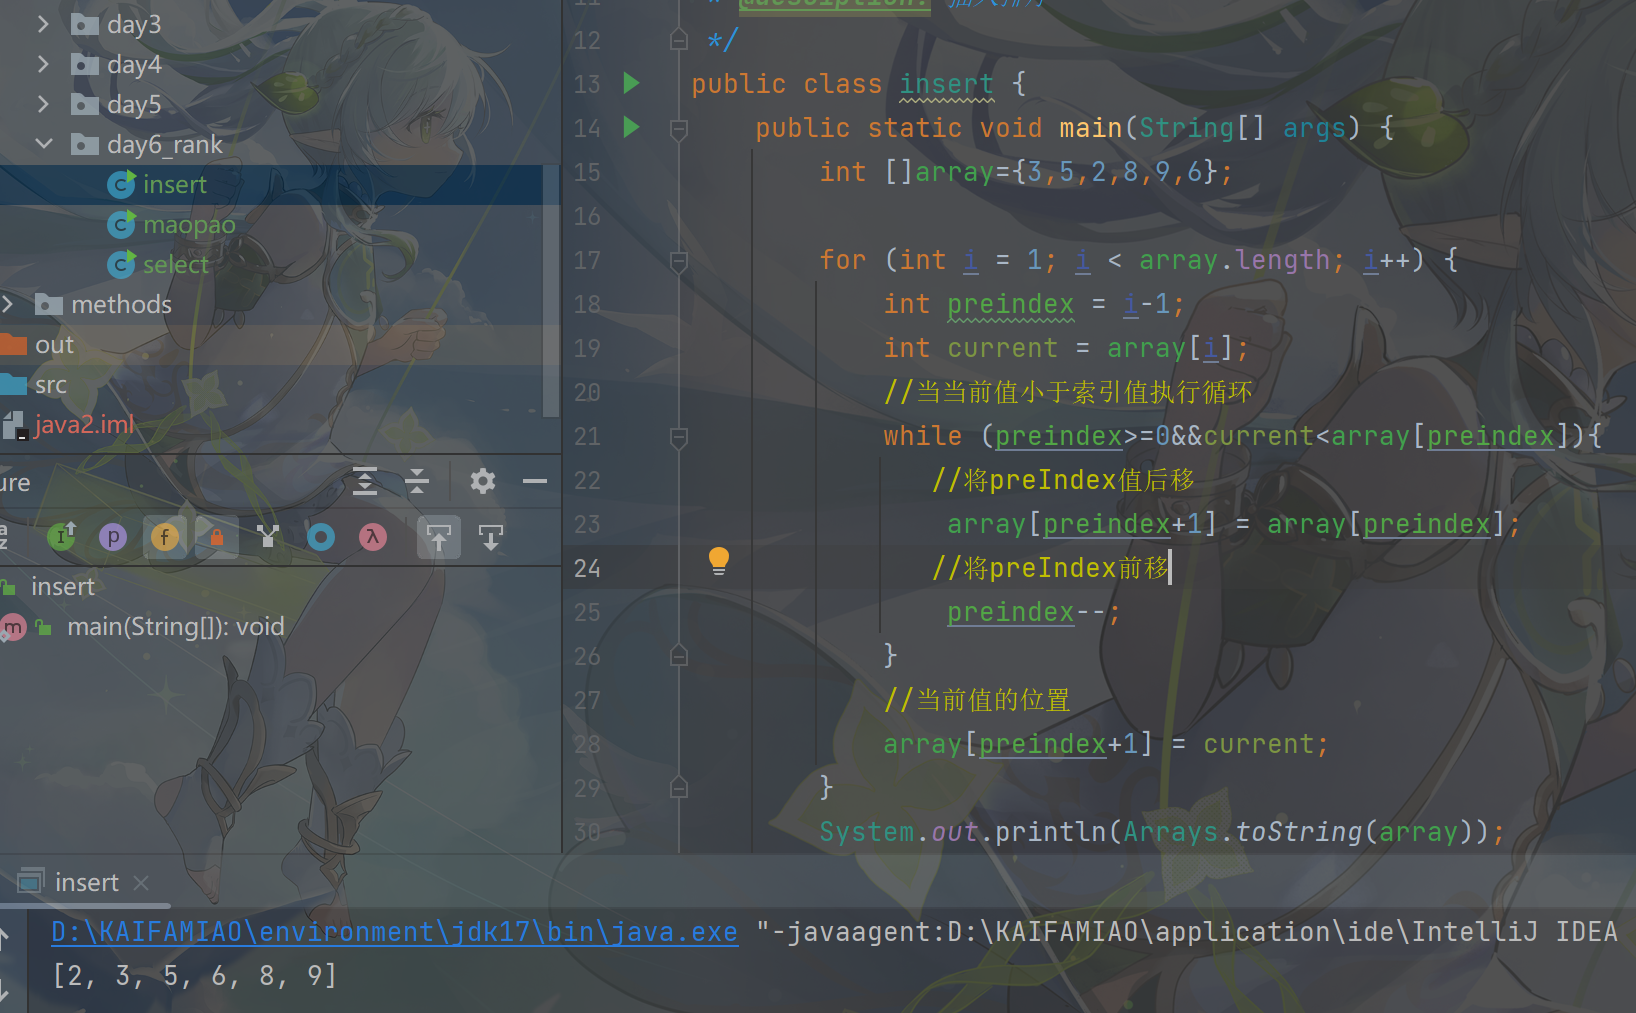 day3
day4
day5
day6_rank
insert
maopao
select
methods
out
src
java2.iml
ure
insert
main(String[]): void
12 */
13 public class insert {
14 public static void main(String[] args) {
15 int []array={3,5,2,8,9,6};
16
17 for (int i = 1; i < array.length; i++) {
18 int preindex = i-1;
19 int current = array[i];
20 //当当前值小于索引值执行循环
21 while (preindex>=0&&current<array[preindex]){
22 //将preIndex值后移
23 array[preindex+1] = array[preindex];
24 //将preIndex前移
25 preindex--;
26 }
27 //当前值的位置
28 array[preindex+1] = current;
29 }
30 System.out.println(Arrays.toString(array));
insert
D:\KAIFAMIAO\environment\jdk17\bin\java.exe "-javaagent:D:\KAIFAMIAO\application\ide\IntelliJ IDEA
[2, 3, 5, 6, 8, 9]